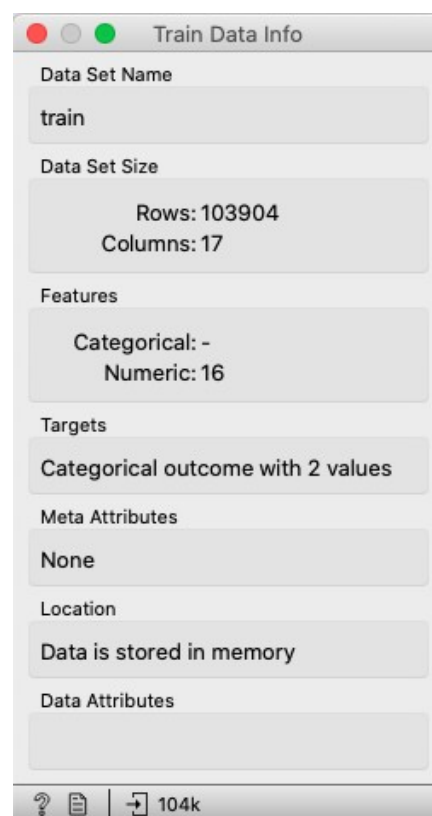 Train Data Info
Data Set Name
train
Data Set Size
Rows: 103904
Columns: 17
Features
Categorical: -
Numeric: 16
Targets
Categorical outcome with 2 values
Meta Attributes
None
Location
Data is stored in memory
Data Attributes
? 104k